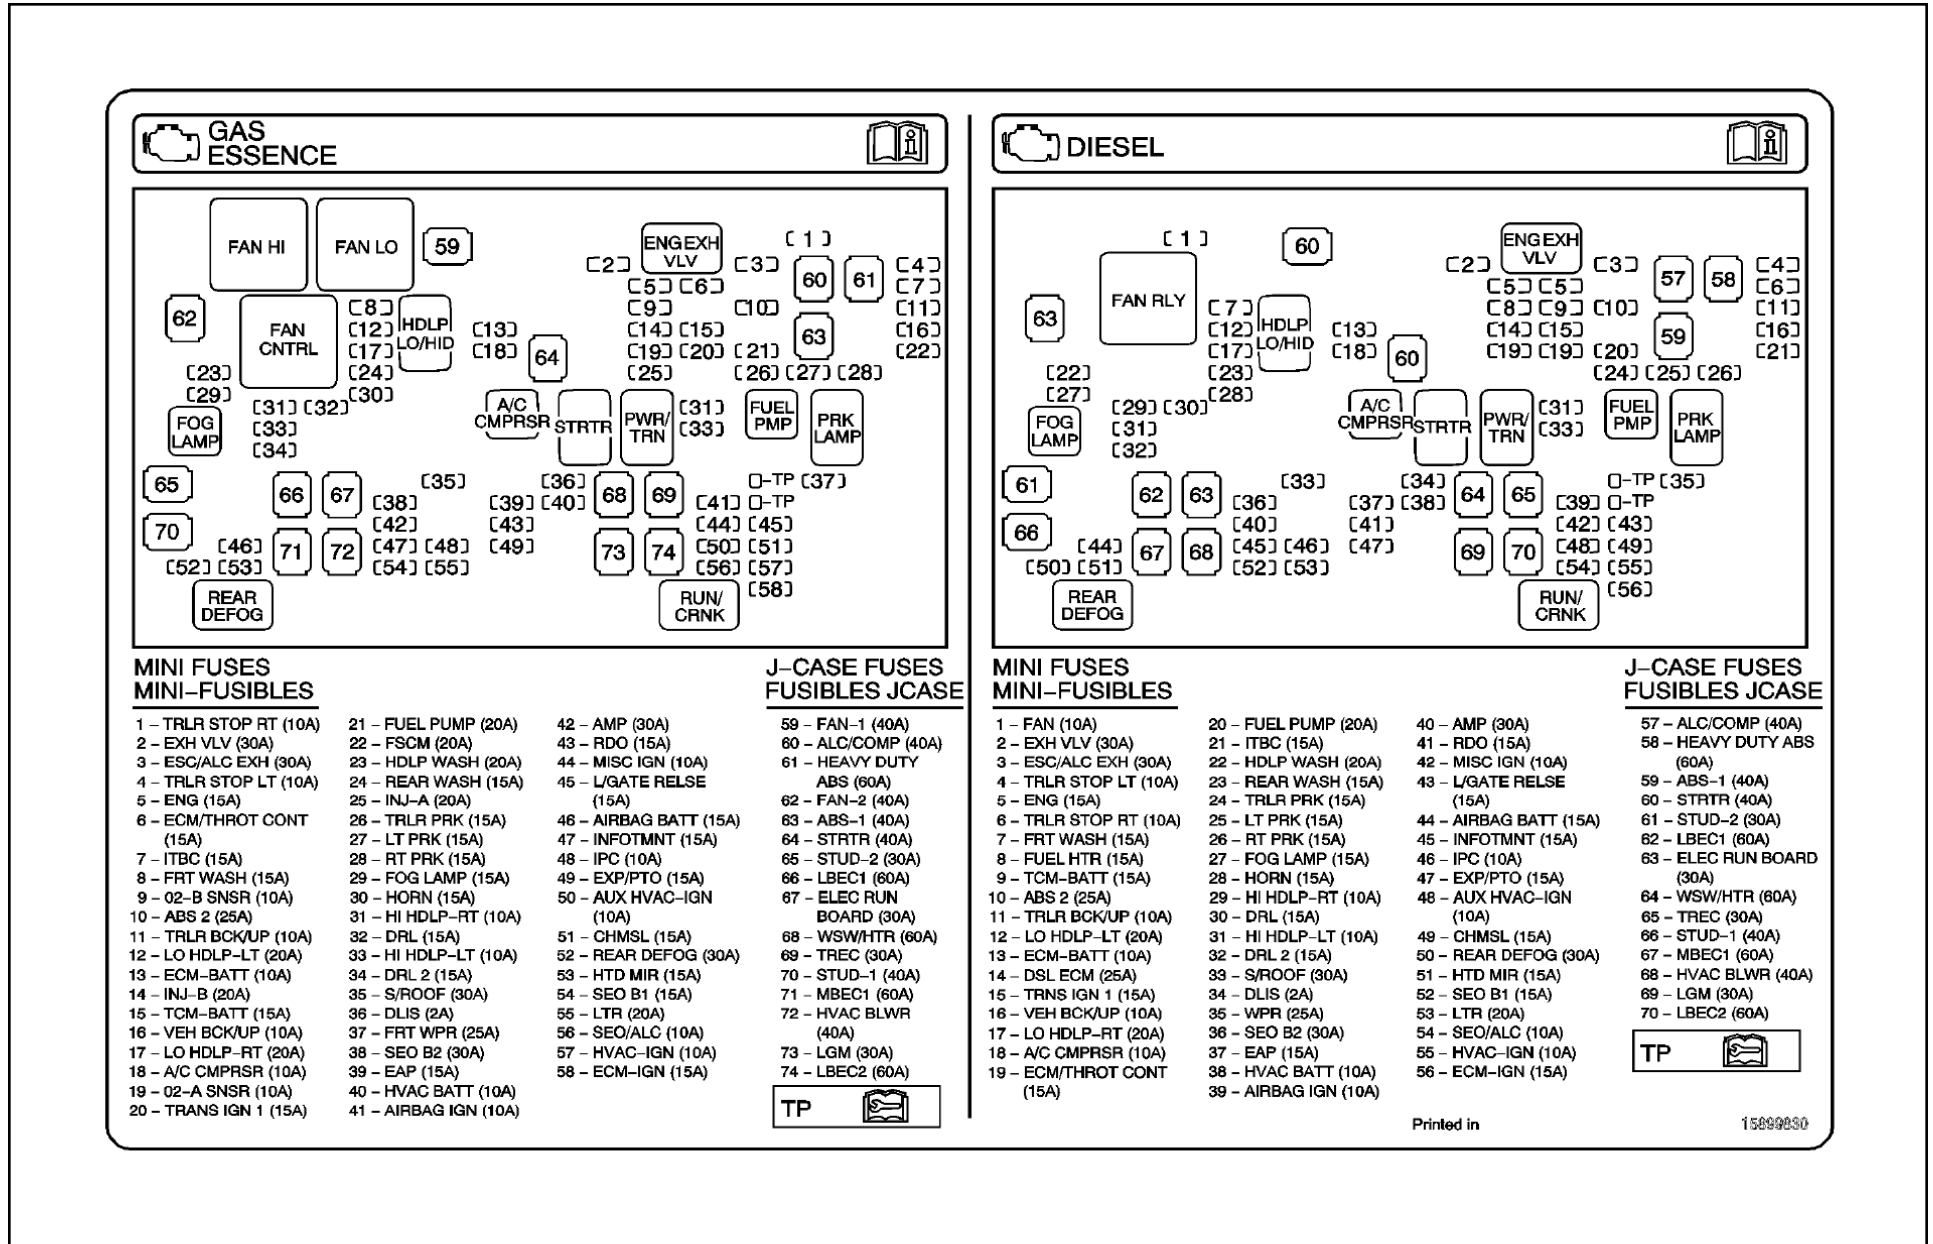 GAS
ESSENCE
FAN HI
FAN LO
59
ENG EXH
VLV
[ 1 ]
[2]
[3]
60
61
[4]
[5] [6]
[7]
62
FAN
CNTRL
[8]
HDLP
LO/HID
[9]
[10]
[11]
[12]
[13]
[14] [15]
63
[16]
[17]
[18]
64
[19] [20]
[21]
[22]
[23]
[24]
[25]
[26] [27] [28]
[29]
[30]
FOG
LAMP
[31] [32]
[33]
[34]
A/C
CMPRSR
STRTR
PWR/
TRN
[31]
[33]
FUEL
PMP
PRK
LAMP
65
66
67
[35]
[36]
68
69
TP [37]
[38]
[39] [40]
[41]
TP
70
[42]
[43]
[44] [45]
[46]
71
72
[47] [48]
[49]
73
74
[50] [51]
[52] [53]
[54] [55]
[56] [57]
[58]
REAR
DEFOG
RUN/
CRNK
MINI FUSES
MINI-FUSIBLES
1 – TRLR STOP RT (10A)
2 – EXH VLV (30A)
3 – ESC/ALC EXH (30A)
4 – TRLR STOP LT (10A)
5 – ENG (15A)
6 – ECM/THROT CONT
(15A)
7 – ITBC (15A)
8 – FRT WASH (15A)
9 – 02-B SNSR (10A)
10 – ABS 2 (25A)
11 – TRLR BCK/UP (10A)
12 – LO HDLP-LT (20A)
13 – ECM-BATT (10A)
14 – INJ-B (20A)
15 – TCM-BATT (15A)
16 – VEH BCK/UP (10A)
17 – LO HDLP-RT (20A)
18 – A/C CMPRSR (10A)
19 – 02-A SNSR (10A)
20 – TRANS IGN 1 (15A)
21 – FUEL PUMP (20A)
22 – FSCM (20A)
23 – HDLP WASH (20A)
24 – REAR WASH (15A)
25 – INJ-A (20A)
26 – TRLR PRK (15A)
27 – LT PRK (15A)
28 – RT PRK (15A)
29 – FOG LAMP (15A)
30 – HORN (15A)
31 – HI HDLP-RT (10A)
32 – DRL (15A)
33 – HI HDLP-LT (10A)
34 – DRL 2 (15A)
35 – S/ROOF (30A)
36 – DLIS (2A)
37 – FRT WPR (25A)
38 – SEO B2 (30A)
39 – EAP (15A)
40 – HVAC BATT (10A)
41 – AIRBAG IGN (10A)
42 – AMP (30A)
43 – RDO (15A)
44 – MISC IGN (10A)
45 – L/GATE RELSE
(15A)
46 – AIRBAG BATT (15A)
47 – INFOTMNT (15A)
48 – IPC (10A)
49 – EXP/PTO (15A)
50 – AUX HVAC-IGN
(10A)
51 – CHMSL (15A)
52 – REAR DEFOG (30A)
53 – HTD MIR (15A)
54 – SEO B1 (15A)
55 – LTR (20A)
56 – SEO/ALC (10A)
57 – HVAC-IGN (10A)
58 – ECM-IGN (15A)
J-CASE FUSES
FUSIBLES JCASE
59 – FAN-1 (40A)
60 – ALC/COMP (40A)
61 – HEAVY DUTY
ABS (60A)
62 – FAN-2 (40A)
63 – ABS-1 (40A)
64 – STRTR (40A)
65 – STUD-2 (30A)
66 – LBEC1 (60A)
67 – ELEC RUN
BOARD (30A)
68 – WSW/HTR (60A)
69 – TREC (30A)
70 – STUD-1 (40A)
71 – MBEC1 (60A)
72 – HVAC BLWR
(40A)
73 – LGM (30A)
74 – LBEC2 (60A)
TP
DIESEL
[ 1 ]
60
ENG EXH
VLV
[2]
[3]
57
58
[4]
FAN RLY
[5] [5]
[6]
63
[7]
HDLP
LO/HID
[8] [9]
[10]
[11]
[12]
[13]
[14] [15]
59
[16]
[17]
[18]
60
[19] [19]
[20]
[21]
[22]
[23]
[24] [25] [26]
[27]
[28]
FOG
LAMP
[29] [30]
[31]
[32]
A/C
CMPRSR
STRTR
PWR/
TRN
[31]
[33]
FUEL
PMP
PRK
LAMP
61
62
63
[33]
[34]
64
65
TP [35]
[36]
[37] [38]
[39]
TP
66
[40]
[41]
[42] [43]
[44]
67
68
[45] [46]
[47]
69
70
[48] [49]
[50] [51]
[52] [53]
[54] [55]
[56]
REAR
DEFOG
RUN/
CRNK
MINI FUSES
MINI-FUSIBLES
1 – FAN (10A)
2 – EXH VLV (30A)
3 – ESC/ALC EXH (30A)
4 – TRLR STOP LT (10A)
5 – ENG (15A)
6 – TRLR STOP RT (10A)
7 – FRT WASH (15A)
8 – FUEL HTR (15A)
9 – TCM-BATT (15A)
10 – ABS 2 (25A)
11 – TRLR BCK/UP (10A)
12 – LO HDLP-LT (20A)
13 – ECM-BATT (10A)
14 – DSL ECM (25A)
15 – TRNS IGN 1 (15A)
16 – VEH BCK/UP (10A)
17 – LO HDLP-RT (20A)
18 – A/C CMPRSR (10A)
19 – ECM/THROT CONT
(15A)
20 – FUEL PUMP (20A)
21 – ITBC (15A)
22 – HDLP WASH (20A)
23 – REAR WASH (15A)
24 – TRLR PRK (15A)
25 – LT PRK (15A)
26 – RT PRK (15A)
27 – FOG LAMP (15A)
28 – HORN (15A)
29 – HI HDLP-RT (10A)
30 – DRL (15A)
31 – HI HDLP-LT (10A)
32 – DRL 2 (15A)
33 – S/ROOF (30A)
34 – DLIS (2A)
35 – WPR (25A)
36 – SEO B2 (30A)
37 – EAP (15A)
38 – HVAC BATT (10A)
39 – AIRBAG IGN (10A)
40 – AMP (30A)
41 – RDO (15A)
42 – MISC IGN (10A)
43 – L/GATE RELSE
(15A)
44 – AIRBAG BATT (15A)
45 – INFOTMNT (15A)
46 – IPC (10A)
47 – EXP/PTO (15A)
48 – AUX HVAC-IGN
(10A)
49 – CHMSL (15A)
50 – REAR DEFOG (30A)
51 – HTD MIR (15A)
52 – SEO B1 (15A)
53 – LTR (20A)
54 – SEO/ALC (10A)
55 – HVAC-IGN (10A)
56 – ECM-IGN (15A)
J-CASE FUSES
FUSIBLES JCASE
57 – ALC/COMP (40A)
58 – HEAVY DUTY ABS
(60A)
59 – ABS-1 (40A)
60 – STRTR (40A)
61 – STUD-2 (30A)
62 – LBEC1 (60A)
63 – ELEC RUN BOARD
(30A)
64 – WSW/HTR (60A)
65 – TREC (30A)
66 – STUD-1 (40A)
67 – MBEC1 (60A)
68 – HVAC BLWR (40A)
69 – LGM (30A)
70 – LBEC2 (60A)
TP
Printed in
15899830